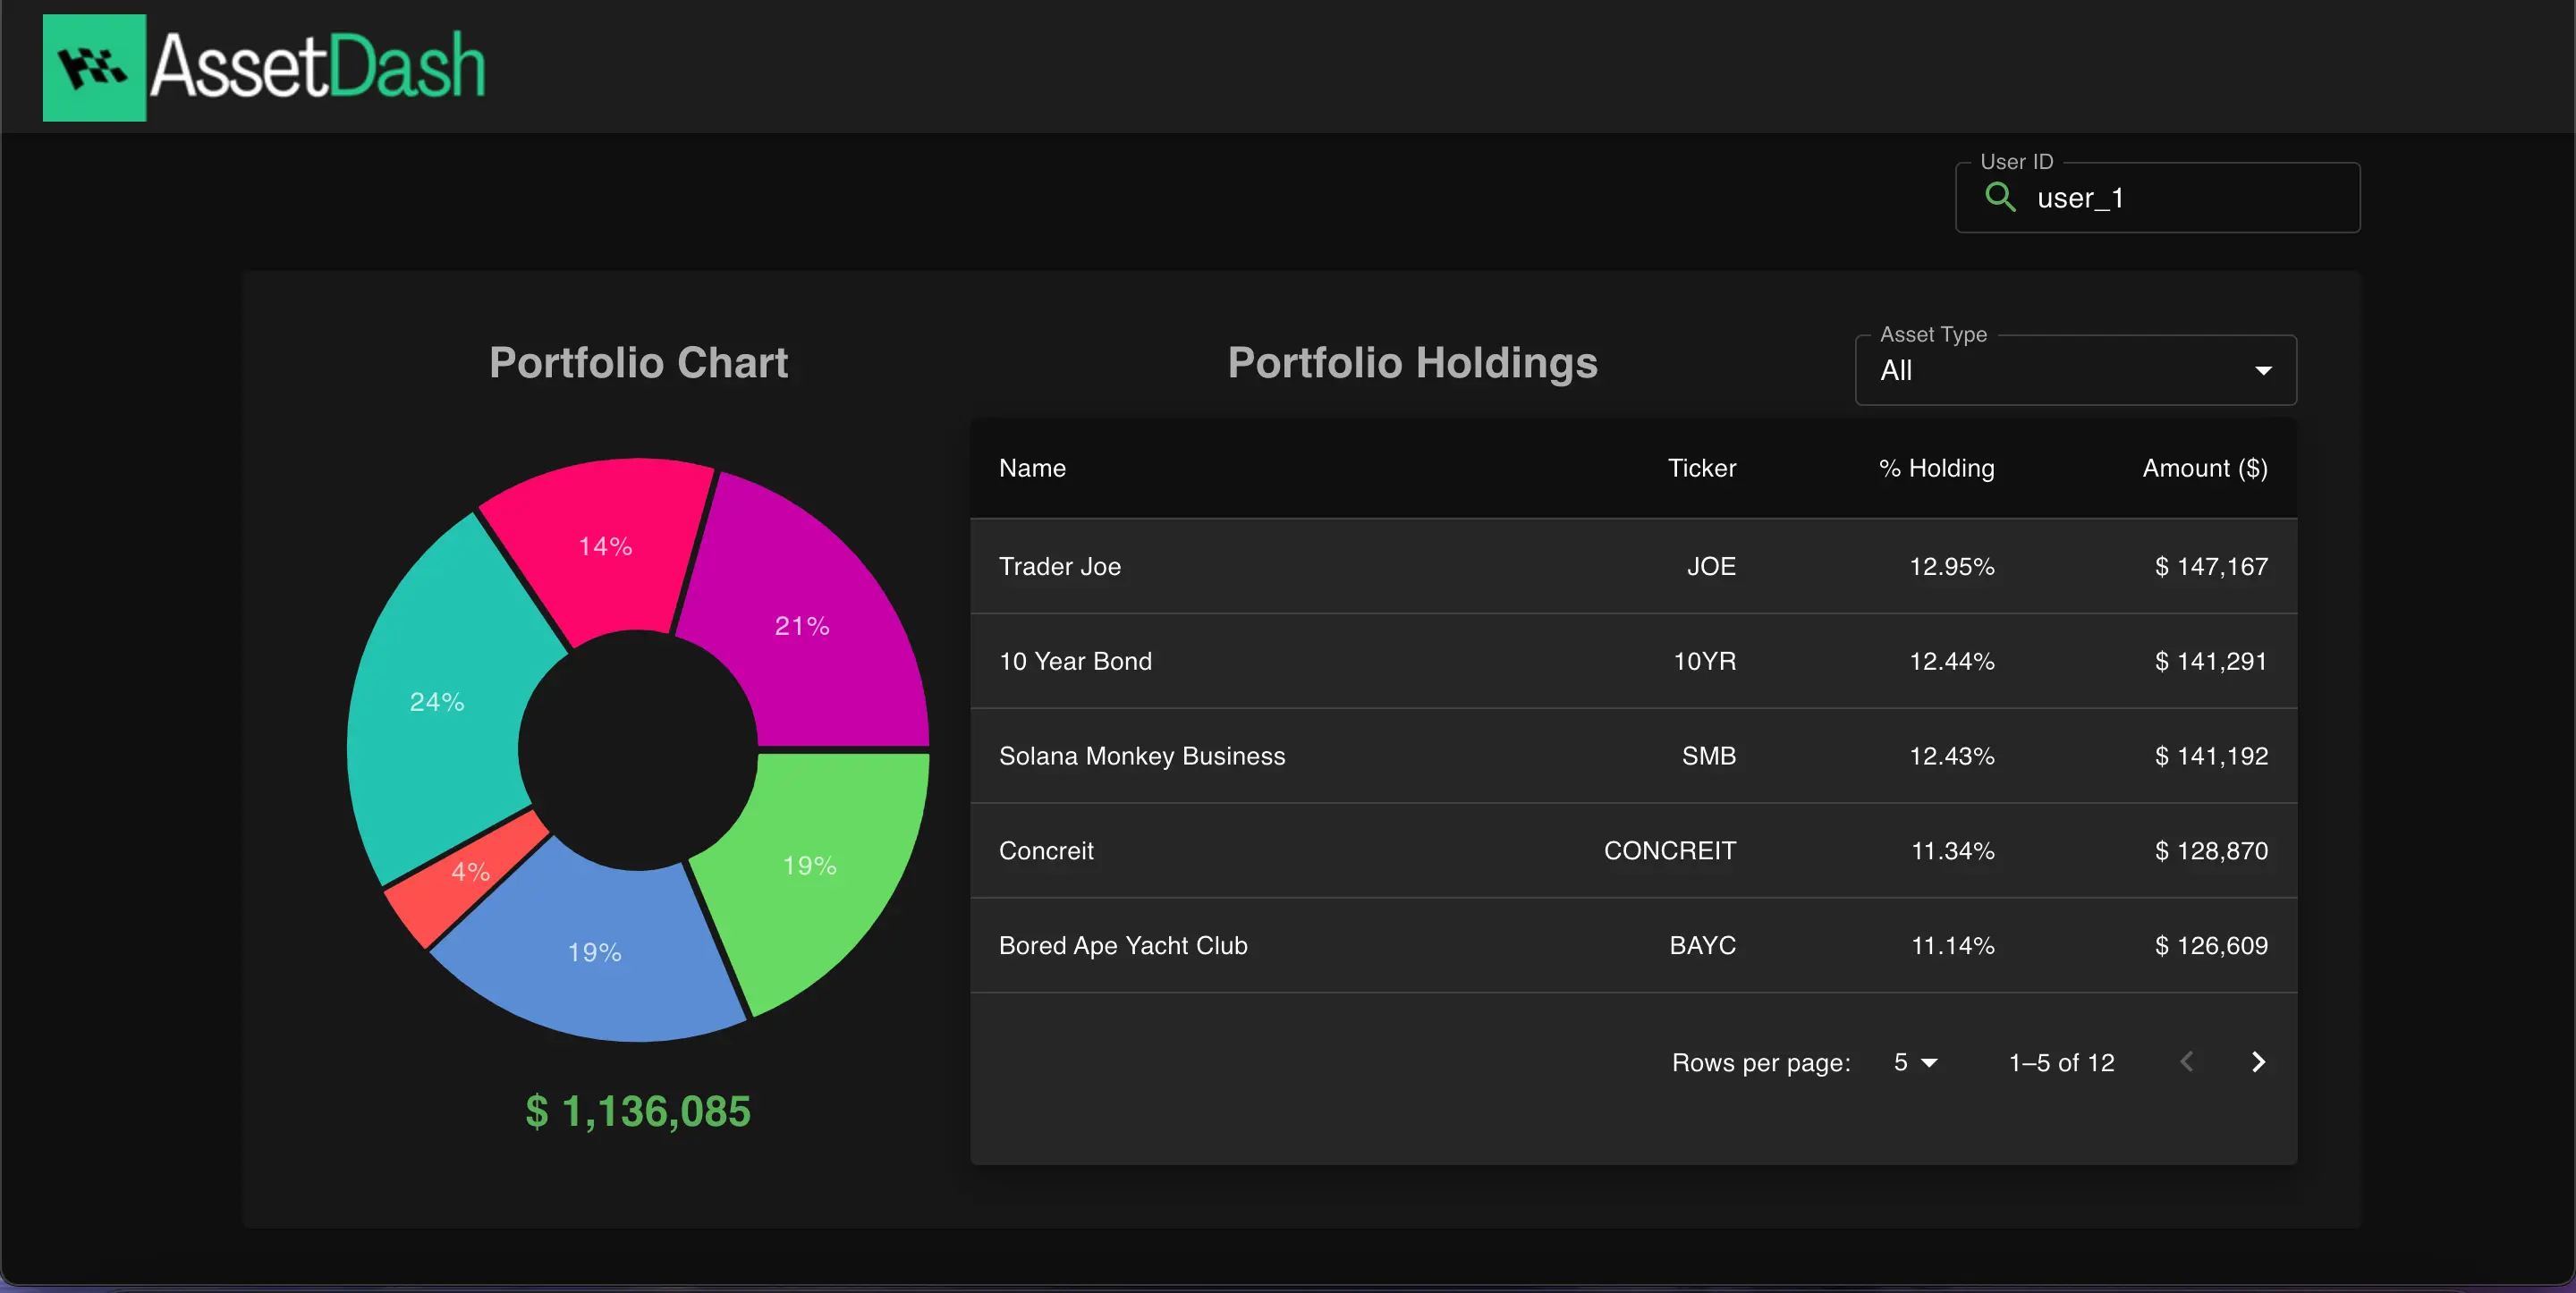 AssetDash
User ID
user_1
Portfolio Chart
Portfolio Holdings
Asset Type
All
14%
21%
24%
19%
4%
19%
$ 1,136,085
Name Ticker % Holding Amount ($)
Trader Joe JOE 12.95% $ 147,167
10 Year Bond 10YR 12.44% $ 141,291
Solana Monkey Business SMB 12.43% $ 141,192
Concreit CONCREIT 11.34% $ 128,870
Bored Ape Yacht Club BAYC 11.14% $ 126,609
Rows per page: 5 1–5 of 12